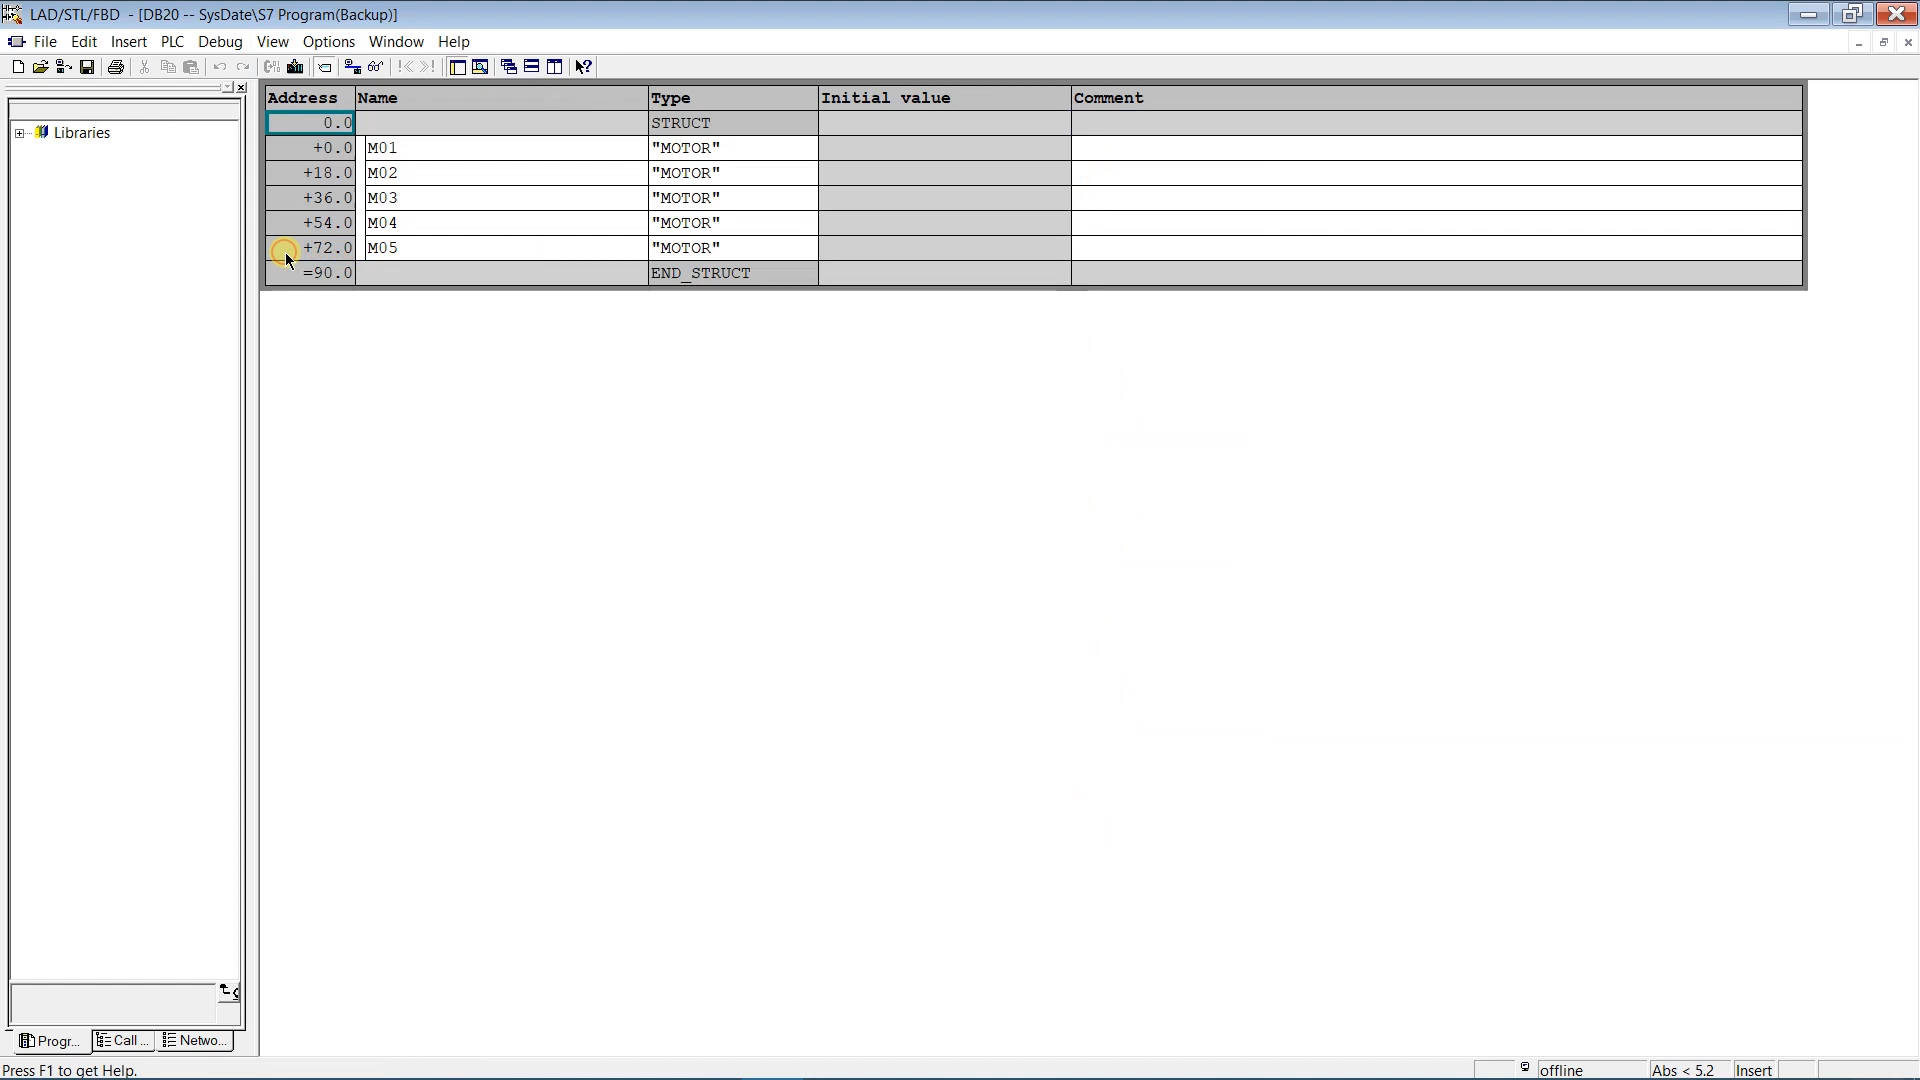 LAD/STL/FBD - [DB20 -- SysDate\S7 Program(Backup)]
File Edit Insert PLC Debug View Options Window Help
Address Name Type Initial value Comment
0.0 STRUCT
+0.0 M01 "MOTOR"
+18.0 M02 "MOTOR"
+36.0 M03 "MOTOR"
+54.0 M04 "MOTOR"
+72.0 M05 "MOTOR"
=90.0 END_STRUCT
Libraries
Progr... Call ... Netwo...
Press F1 to get Help. offline Abs < 5.2 Insert